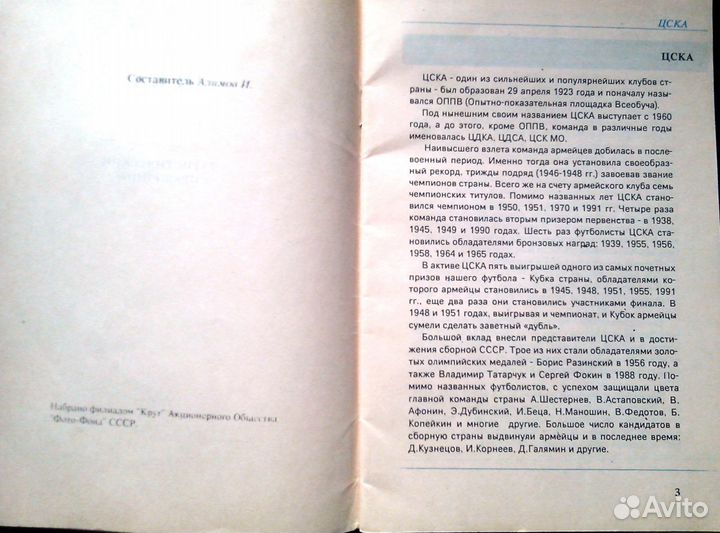 Составитель Азимов И.
Набрано филиалом "Круг" Акционерного Общества
"Фото-Фонд" СССР.
ЦСКА
ЦСКА
ЦСКА - один из сильнейших и популярнейших клубов стра-
ны - был образован 29 апреля 1923 года и поначалу назы-
вался ОППВ (Опытно-показательная площадка Всеобуча).
Под нынешним своим названием ЦСКА выступает с 1960
года, а до этого, кроме ОППВ, команда в различные годы
именовалась ЦДКА, ЦДСА, ЦСК МО.
Наивысшего взлета команда армейцев добилась в после-
военный период. Именно тогда она установила своеобраз-
ный рекорд, трижды подряд (1946-1948 гг.) завоевав звание
чемпионов страны. Всего же на счету армейского клуба семь
чемпионских титулов. Помимо названных лет ЦСКА стано-
вился чемпионом в 1950, 1951, 1970 и 1991 гг. Четыре раза
команда становилась вторым призером первенства - в 1938,
1945, 1949 и 1990 годах. Шесть раз футболисты ЦСКА ста-
новились обладателями бронзовых наград: 1939, 1955, 1956,
1958, 1964 и 1965 годах.
В активе ЦСКА пять выигрышей одного из самых почетных
призов нашего футбола - Кубка страны, обладателями ко-
торого армейцы становились в 1945, 1948, 1951, 1955, 1991
гг., еще два раза они становились участниками финала. В
1948 и 1951 годах, выигрывая и чемпионат, и Кубок армейцы
сумели сделать заветный «дубль».
Большой вклад внесли представители ЦСКА и в дости-
жения сборной СССР. Трое из них стали обладателями золо-
тых олимпийских медалей - Борис Разинский в 1956 году, а
также Владимир Татарчук и Сергей Фокин в 1988 году. По-
мимо названных футболистов, с успехом защищали цвета
главной команды страны А.Шестернев, В.Астаповский, В.
Афонин, Э.Дубинский, И.Беца, Н.Маношин, В.Федотов, Б.
Копейкин и многие другие. Большое число кандидатов в
сборную страны выдвинули армейцы и в последнее время:
Д.Кузнецов, И.Корнеев, Д.Галямин и другие.
3
Avito